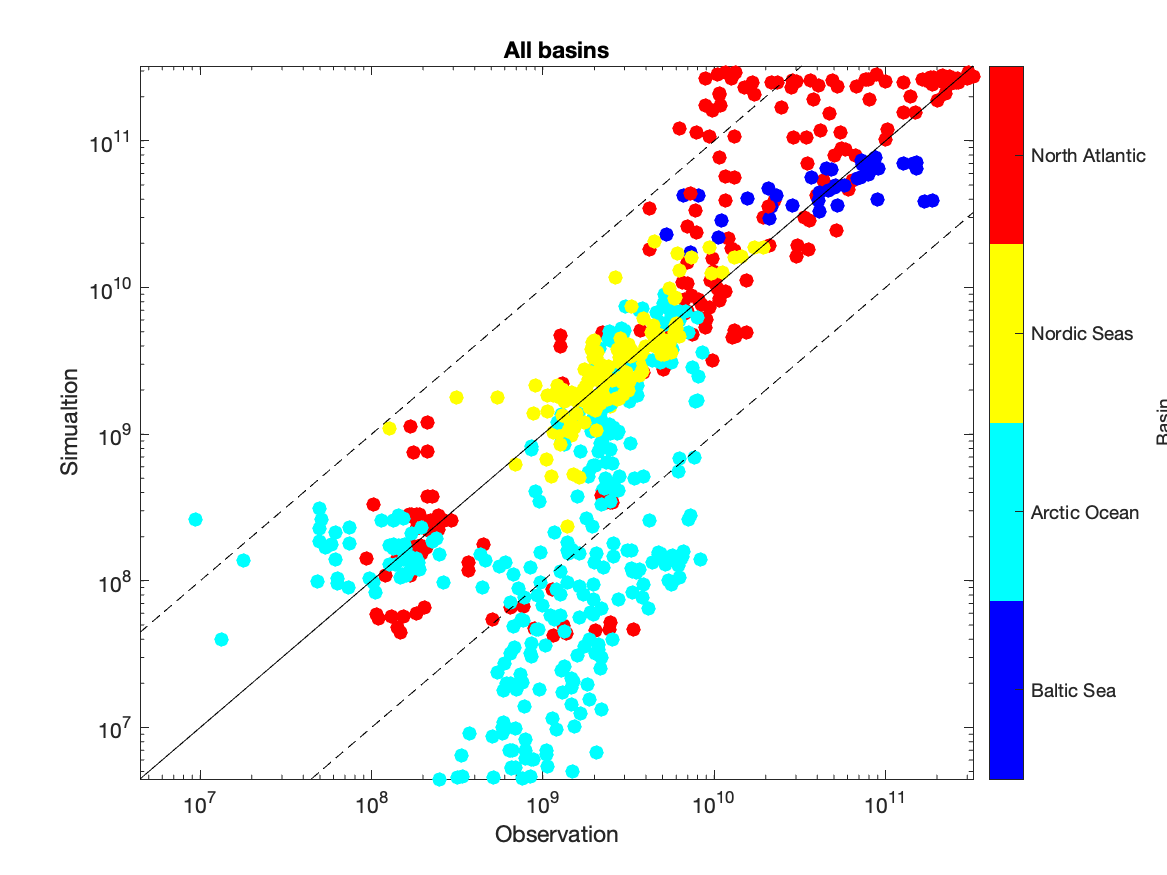 All basins
Simualtion
10^11
10^10
10^9
10^8
10^7
10^7 10^8 10^9 10^10 10^11
Observation
North Atlantic
Nordic Seas
Arctic Ocean
Baltic Sea
Basin